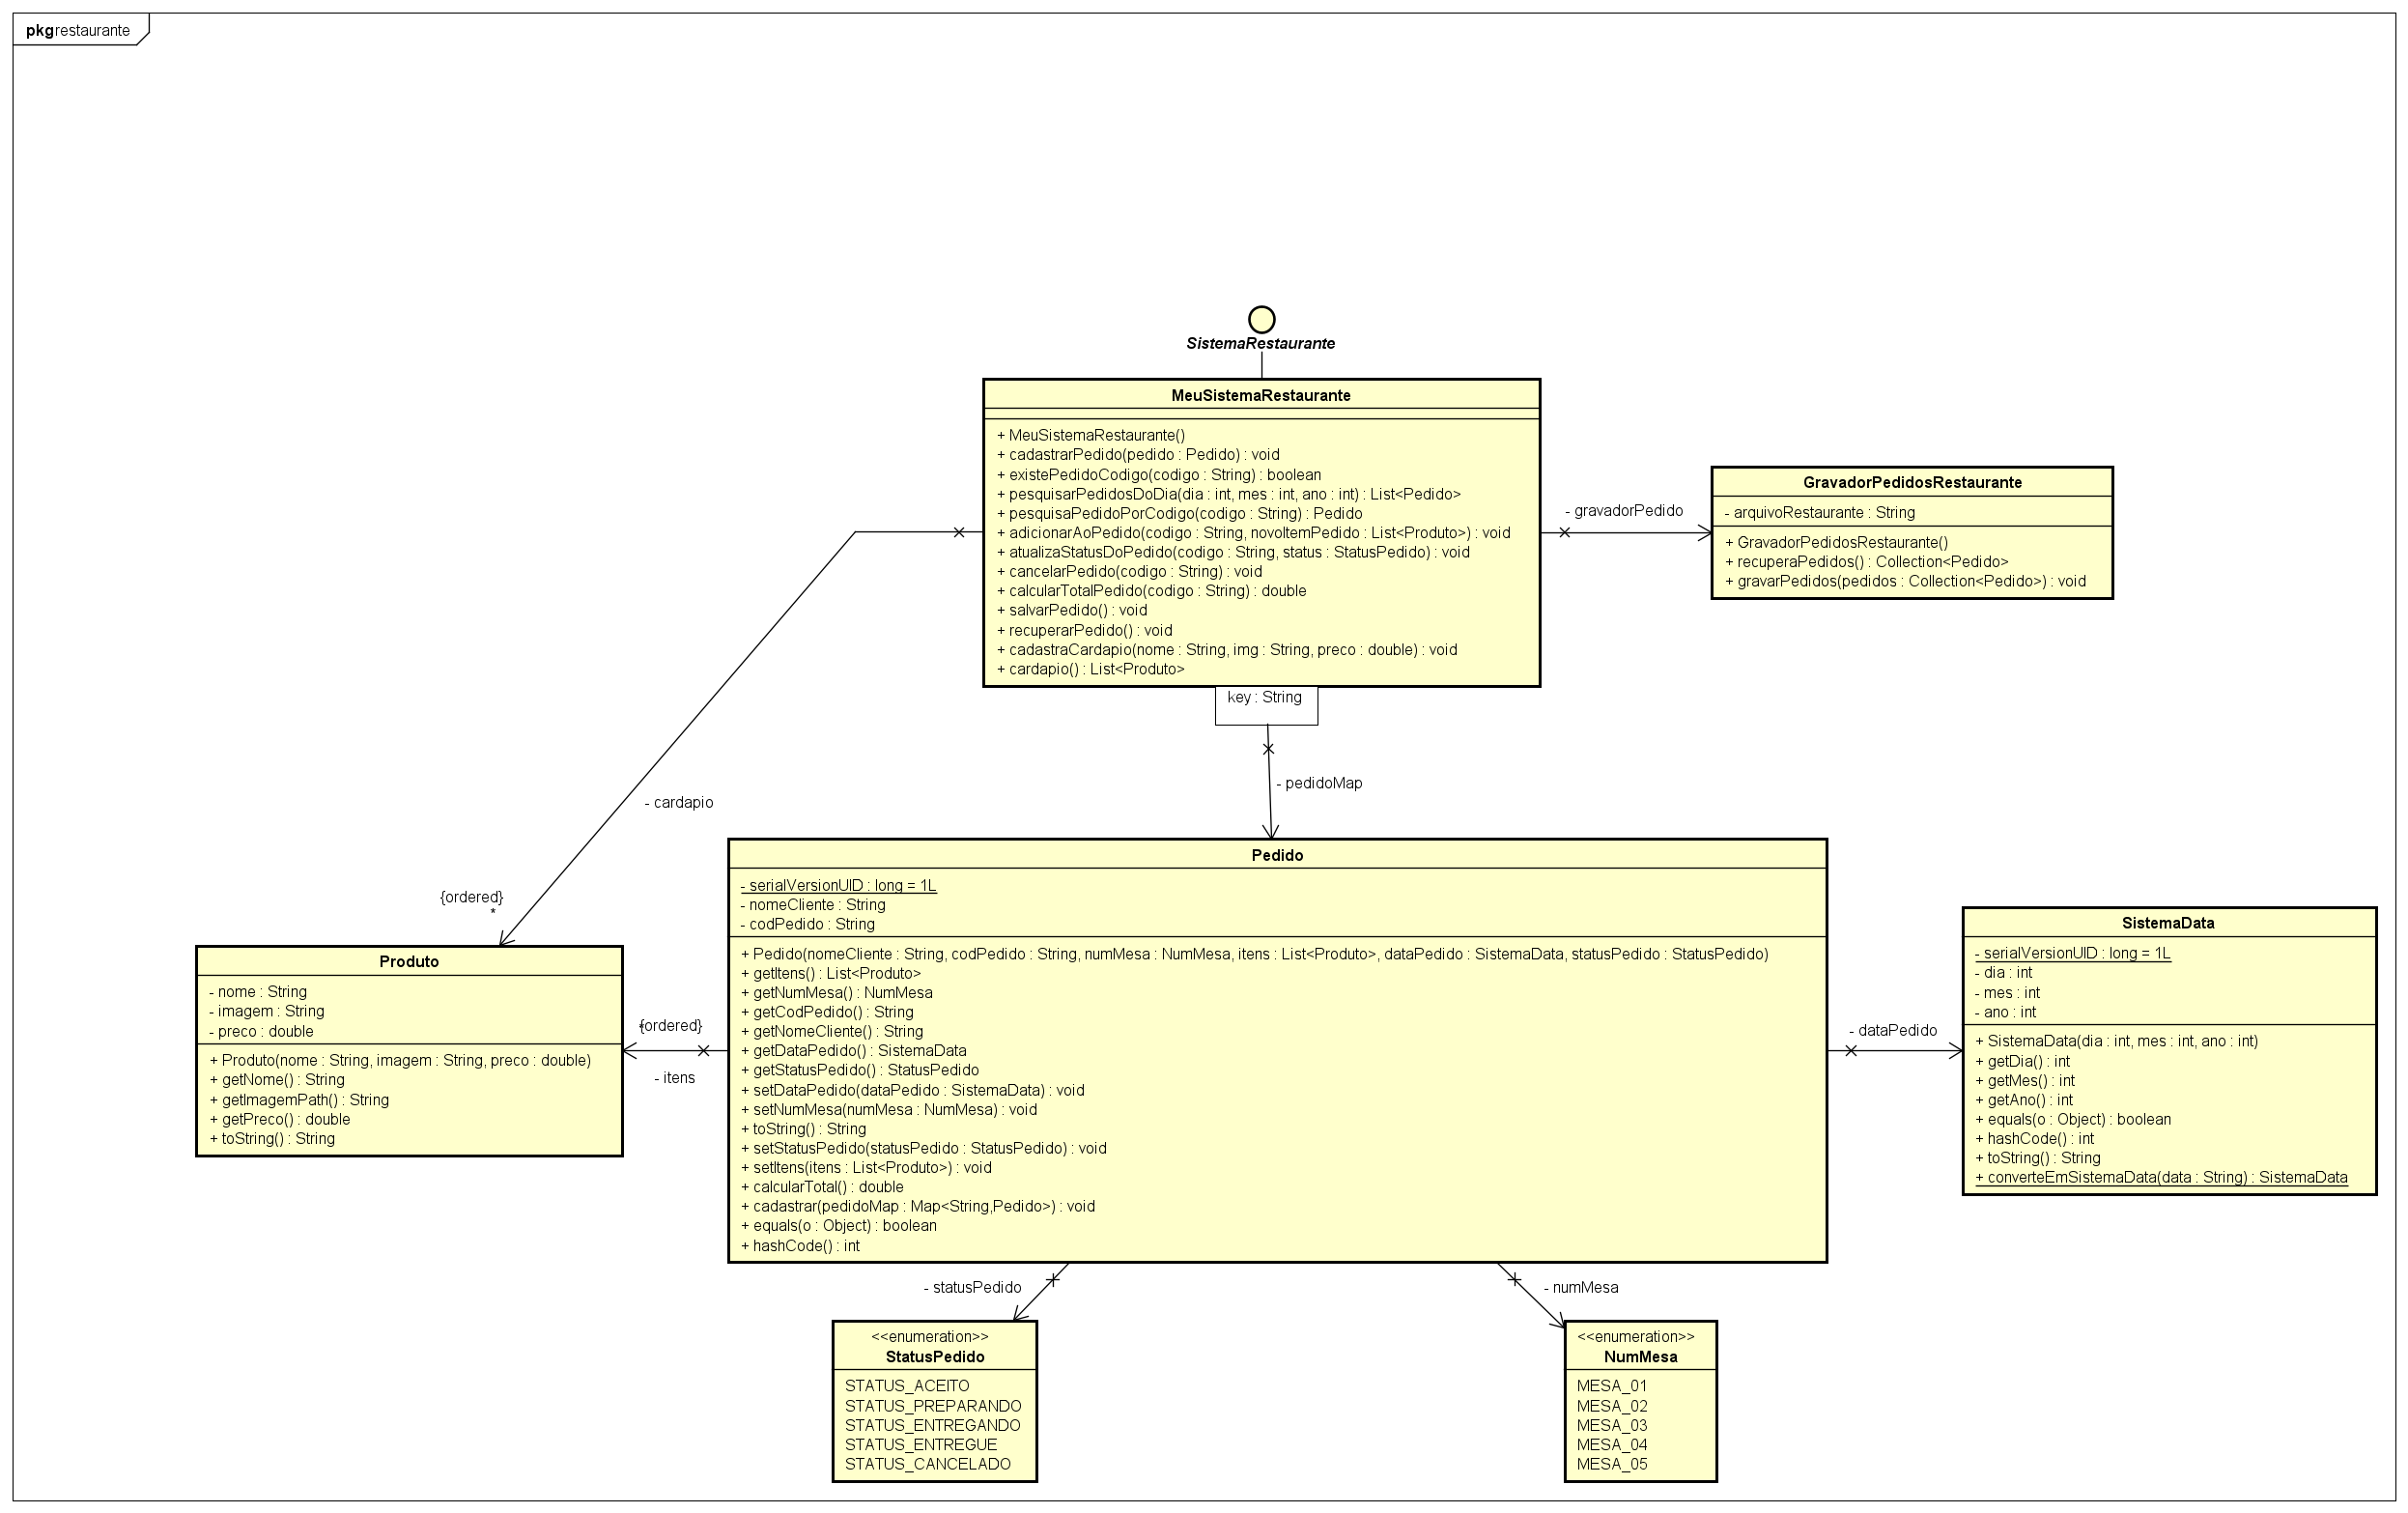 pkg restaurante
SistemaRestaurante
MeuSistemaRestaurante
+ MeuSistemaRestaurante()
+ cadastrarPedido(pedido : Pedido) : void
+ existePedidoCodigo(codigo : String) : boolean
+ pesquisarPedidosDoDia(dia : int, mes : int, ano : int) : List<Pedido>
+ pesquisaPedidoPorCodigo(codigo : String) : Pedido
+ adicionarAoPedido(codigo : String, novoItemPedido : List<Produto>) : void
+ atualizaStatusDoPedido(codigo : String, status : StatusPedido) : void
+ cancelarPedido(codigo : String) : void
+ calcularTotalPedido(codigo : String) : double
+ salvarPedido() : void
+ recuperarPedido() : void
+ cadastraCardapio(nome : String, img : String, preco : double) : void
+ cardapio() : List<Produto>
key : String
- gravadorPedido
GravadorPedidosRestaurante
- arquivoRestaurante : String
+ GravadorPedidosRestaurante()
+ recuperaPedidos() : Collection<Pedido>
+ gravarPedidos(pedidos : Collection<Pedido>) : void
- pedidoMap
- cardapio
{ordered}
*
Produto
- nome : String
- imagem : String
- preco : double
+ Produto(nome : String, imagem : String, preco : double)
+ getNome() : String
+ getImagemPath() : String
+ getPreco() : double
+ toString() : String
{ordered}
*
- itens
Pedido
- serialVersionUID : long = 1L
- nomeCliente : String
- codPedido : String
+ Pedido(nomeCliente : String, codPedido : String, numMesa : NumMesa, itens : List<Produto>, dataPedido : SistemaData, statusPedido : StatusPedido)
+ getItens() : List<Produto>
+ getNumMesa() : NumMesa
+ getCodPedido() : String
+ getNomeCliente() : String
+ getDataPedido() : SistemaData
+ getStatusPedido() : StatusPedido
+ setDataPedido(dataPedido : SistemaData) : void
+ setNumMesa(numMesa : NumMesa) : void
+ toString() : String
+ setStatusPedido(statusPedido : StatusPedido) : void
+ setItens(itens : List<Produto>) : void
+ calcularTotal() : double
+ cadastrar(pedidoMap : Map<String,Pedido>) : void
+ equals(o : Object) : boolean
+ hashCode() : int
- dataPedido
SistemaData
- serialVersionUID : long = 1L
- dia : int
- mes : int
- ano : int
+ SistemaData(dia : int, mes : int, ano : int)
+ getDia() : int
+ getMes() : int
+ getAno() : int
+ equals(o : Object) : boolean
+ hashCode() : int
+ toString() : String
+ converteEmSistemaData(data : String) : SistemaData
- statusPedido
<<enumeration>>
StatusPedido
STATUS_ACEITO
STATUS_PREPARANDO
STATUS_ENTREGANDO
STATUS_ENTREGUE
STATUS_CANCELADO
- numMesa
<<enumeration>>
NumMesa
MESA_01
MESA_02
MESA_03
MESA_04
MESA_05